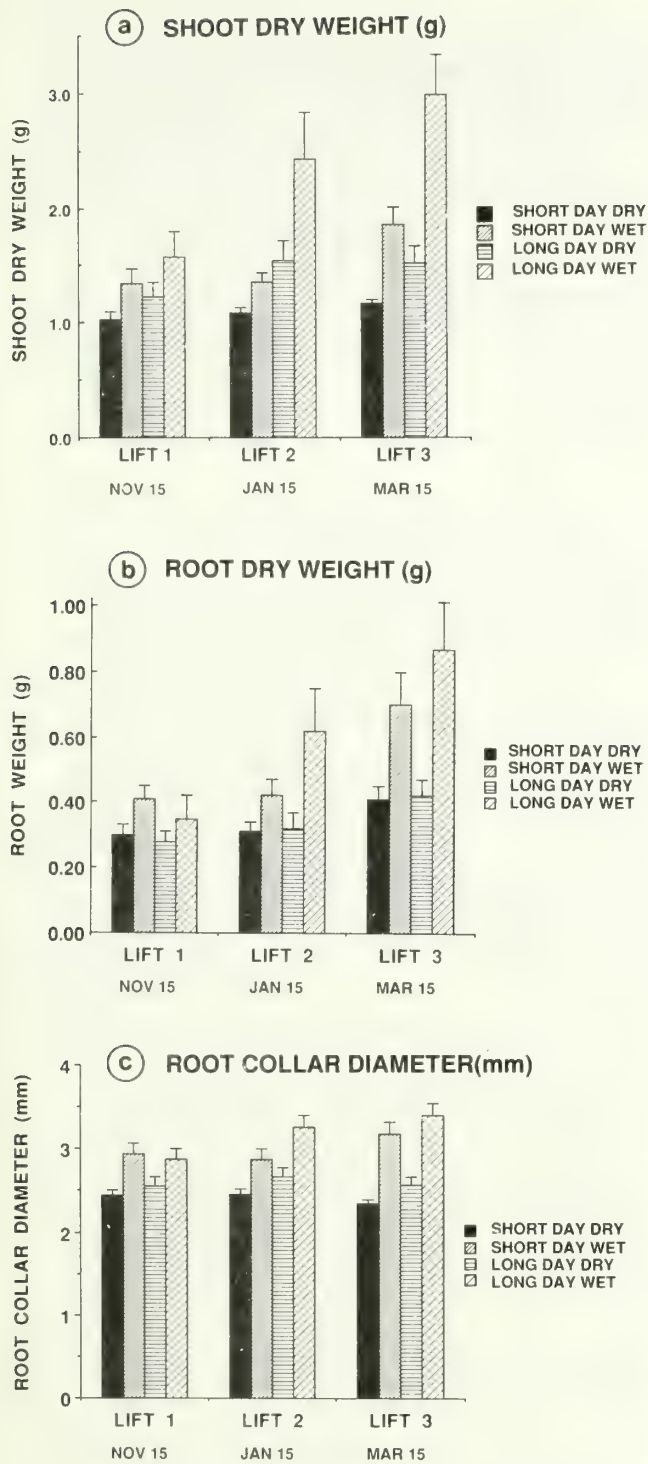 a SHOOT DRY WEIGHT (g)
SHOOT DRY WEIGHT (g)
3.0
2.0
1.0
0.0
LIFT 1 LIFT 2 LIFT 3
NOV 15 JAN 15 MAR 15
SHORT DAY DRY
SHORT DAY WET
LONG DAY DRY
LONG DAY WET
b ROOT DRY WEIGHT (g)
ROOT WEIGHT (g)
1.00
0.80
0.60
0.40
0.20
0.00
LIFT 1 LIFT 2 LIFT 3
NOV 15 JAN 15 MAR 15
SHORT DAY DRY
SHORT DAY WET
LONG DAY DRY
LONG DAY WET
c ROOT COLLAR DIAMETER(mm)
ROOT COLLAR DIAMETER (mm)
4
3
2
1
0
LIFT 1 LIFT 2 LIFT 3
NOV 15 JAN 15 MAR 15
SHORT DAY DRY
SHORT DAY WET
LONG DAY DRY
LONG DAY WET